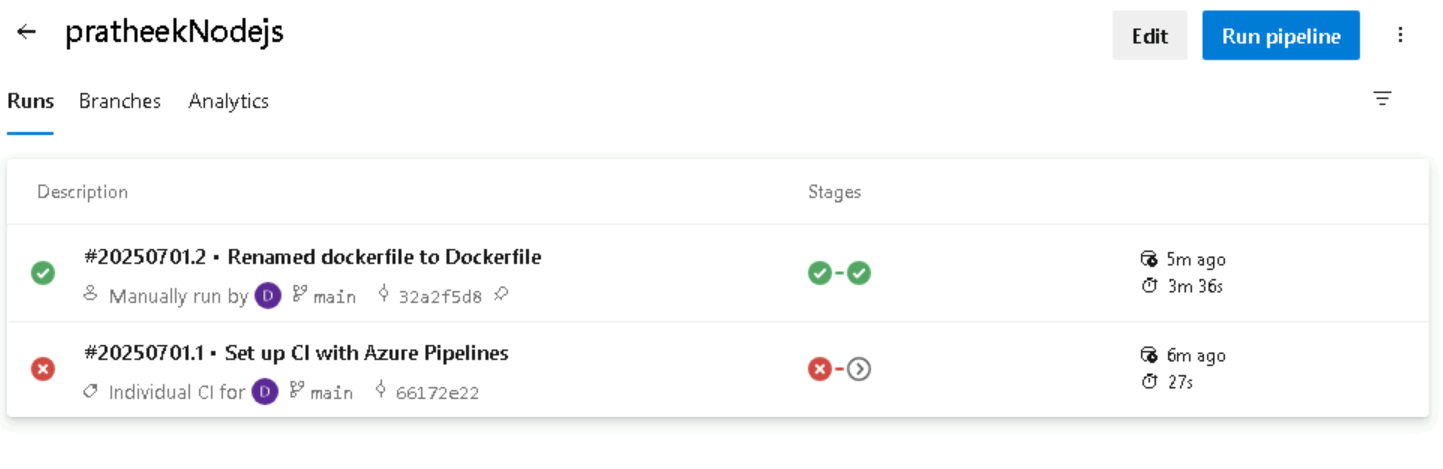 ← pratheekNodejs
Edit
Run pipeline
Runs Branches Analytics
Description Stages
#20250701.2 • Renamed dockerfile to Dockerfile
5m ago
Manually run by D main 32a2f5d8
3m 36s
#20250701.1 • Set up CI with Azure Pipelines
6m ago
Individual CI for D main 66172e22
27s